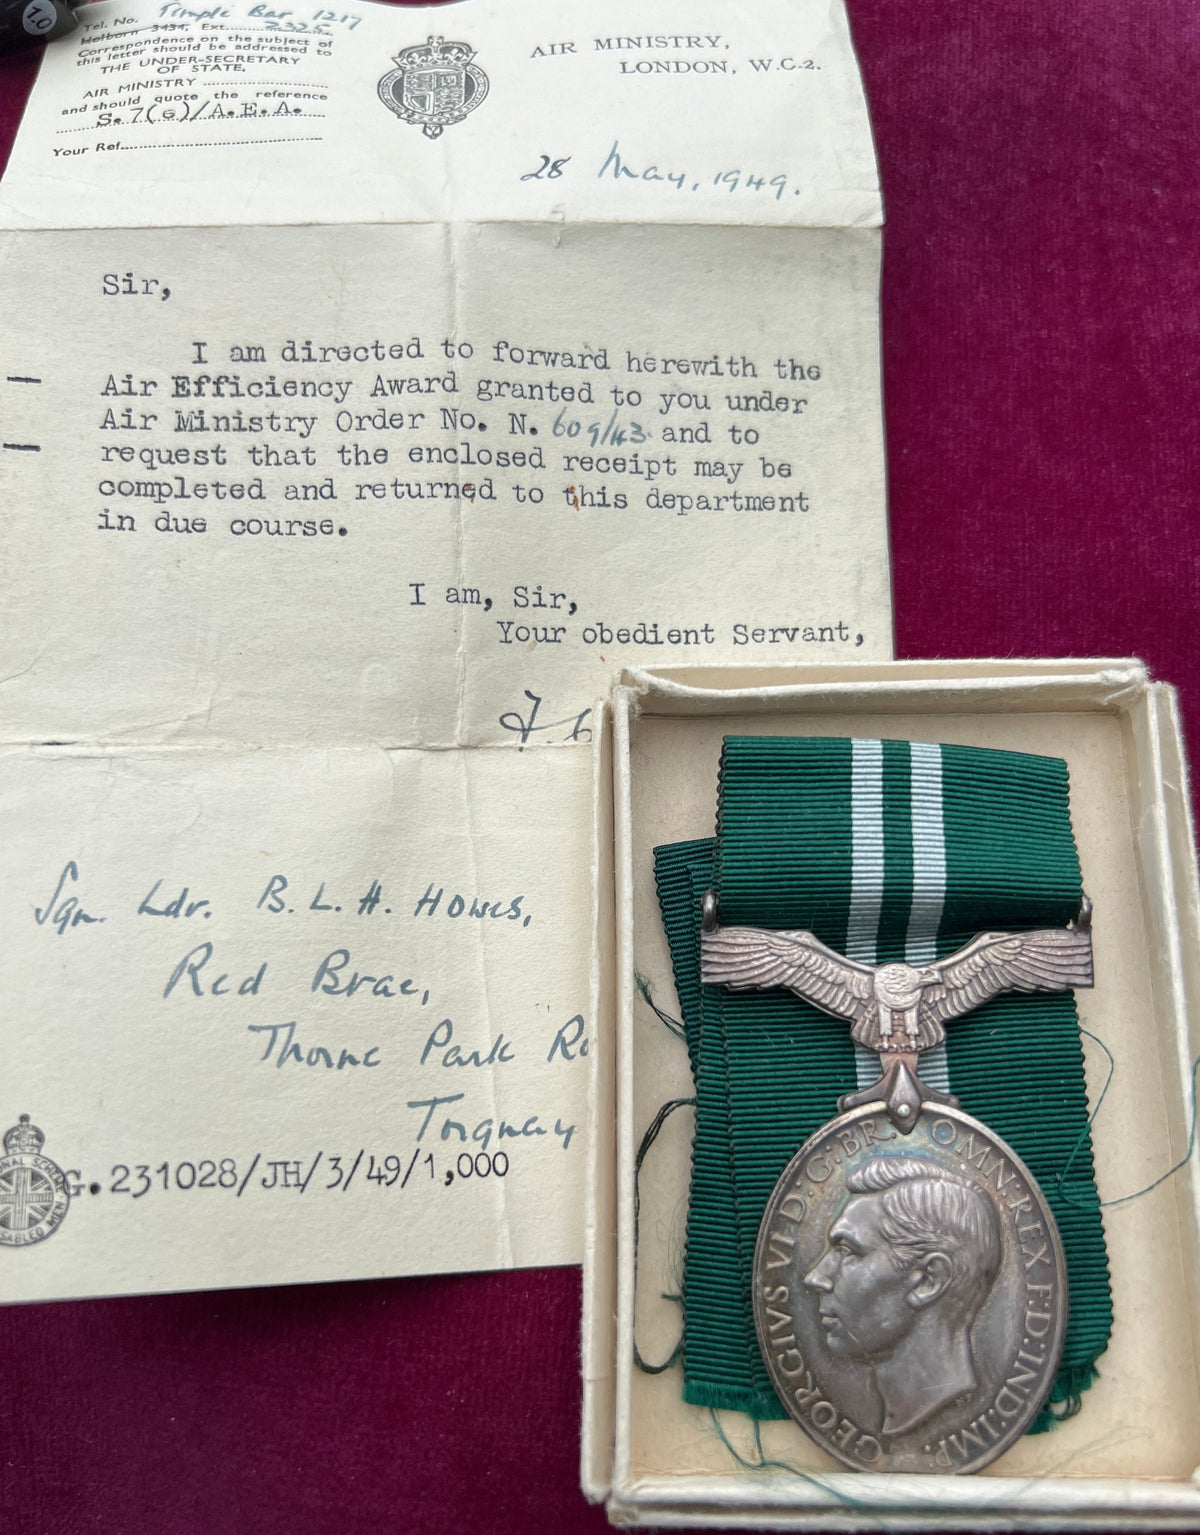 1.0
Tel. No. Temple Bar 1217
Holborn 3434, Ext. 2325
Correspondence on the subject of
this letter should be addressed to
THE UNDER-SECRETARY
OF STATE,
AIR MINISTRY
and should quote the reference
S.7(G)/A.E.A.
Your Ref.
AIR MINISTRY,
LONDON, W.C.2.
28 May, 1949.
Sir,
I am directed to forward herewith the
Air Efficiency Award granted to you under
Air Ministry Order No. N. 609/43 and to
request that the enclosed receipt may be
completed and returned to this department
in due course.
I am, Sir,
Your obedient Servant,
Sqn. Ldr. B. L. H. Howes,
Red Brae,
Thorne Park
Torquay
G.231028/JH/3/49/1,000
GEORGIVS VI D:G:BR. OMN:REX F:D:IND:IMP.